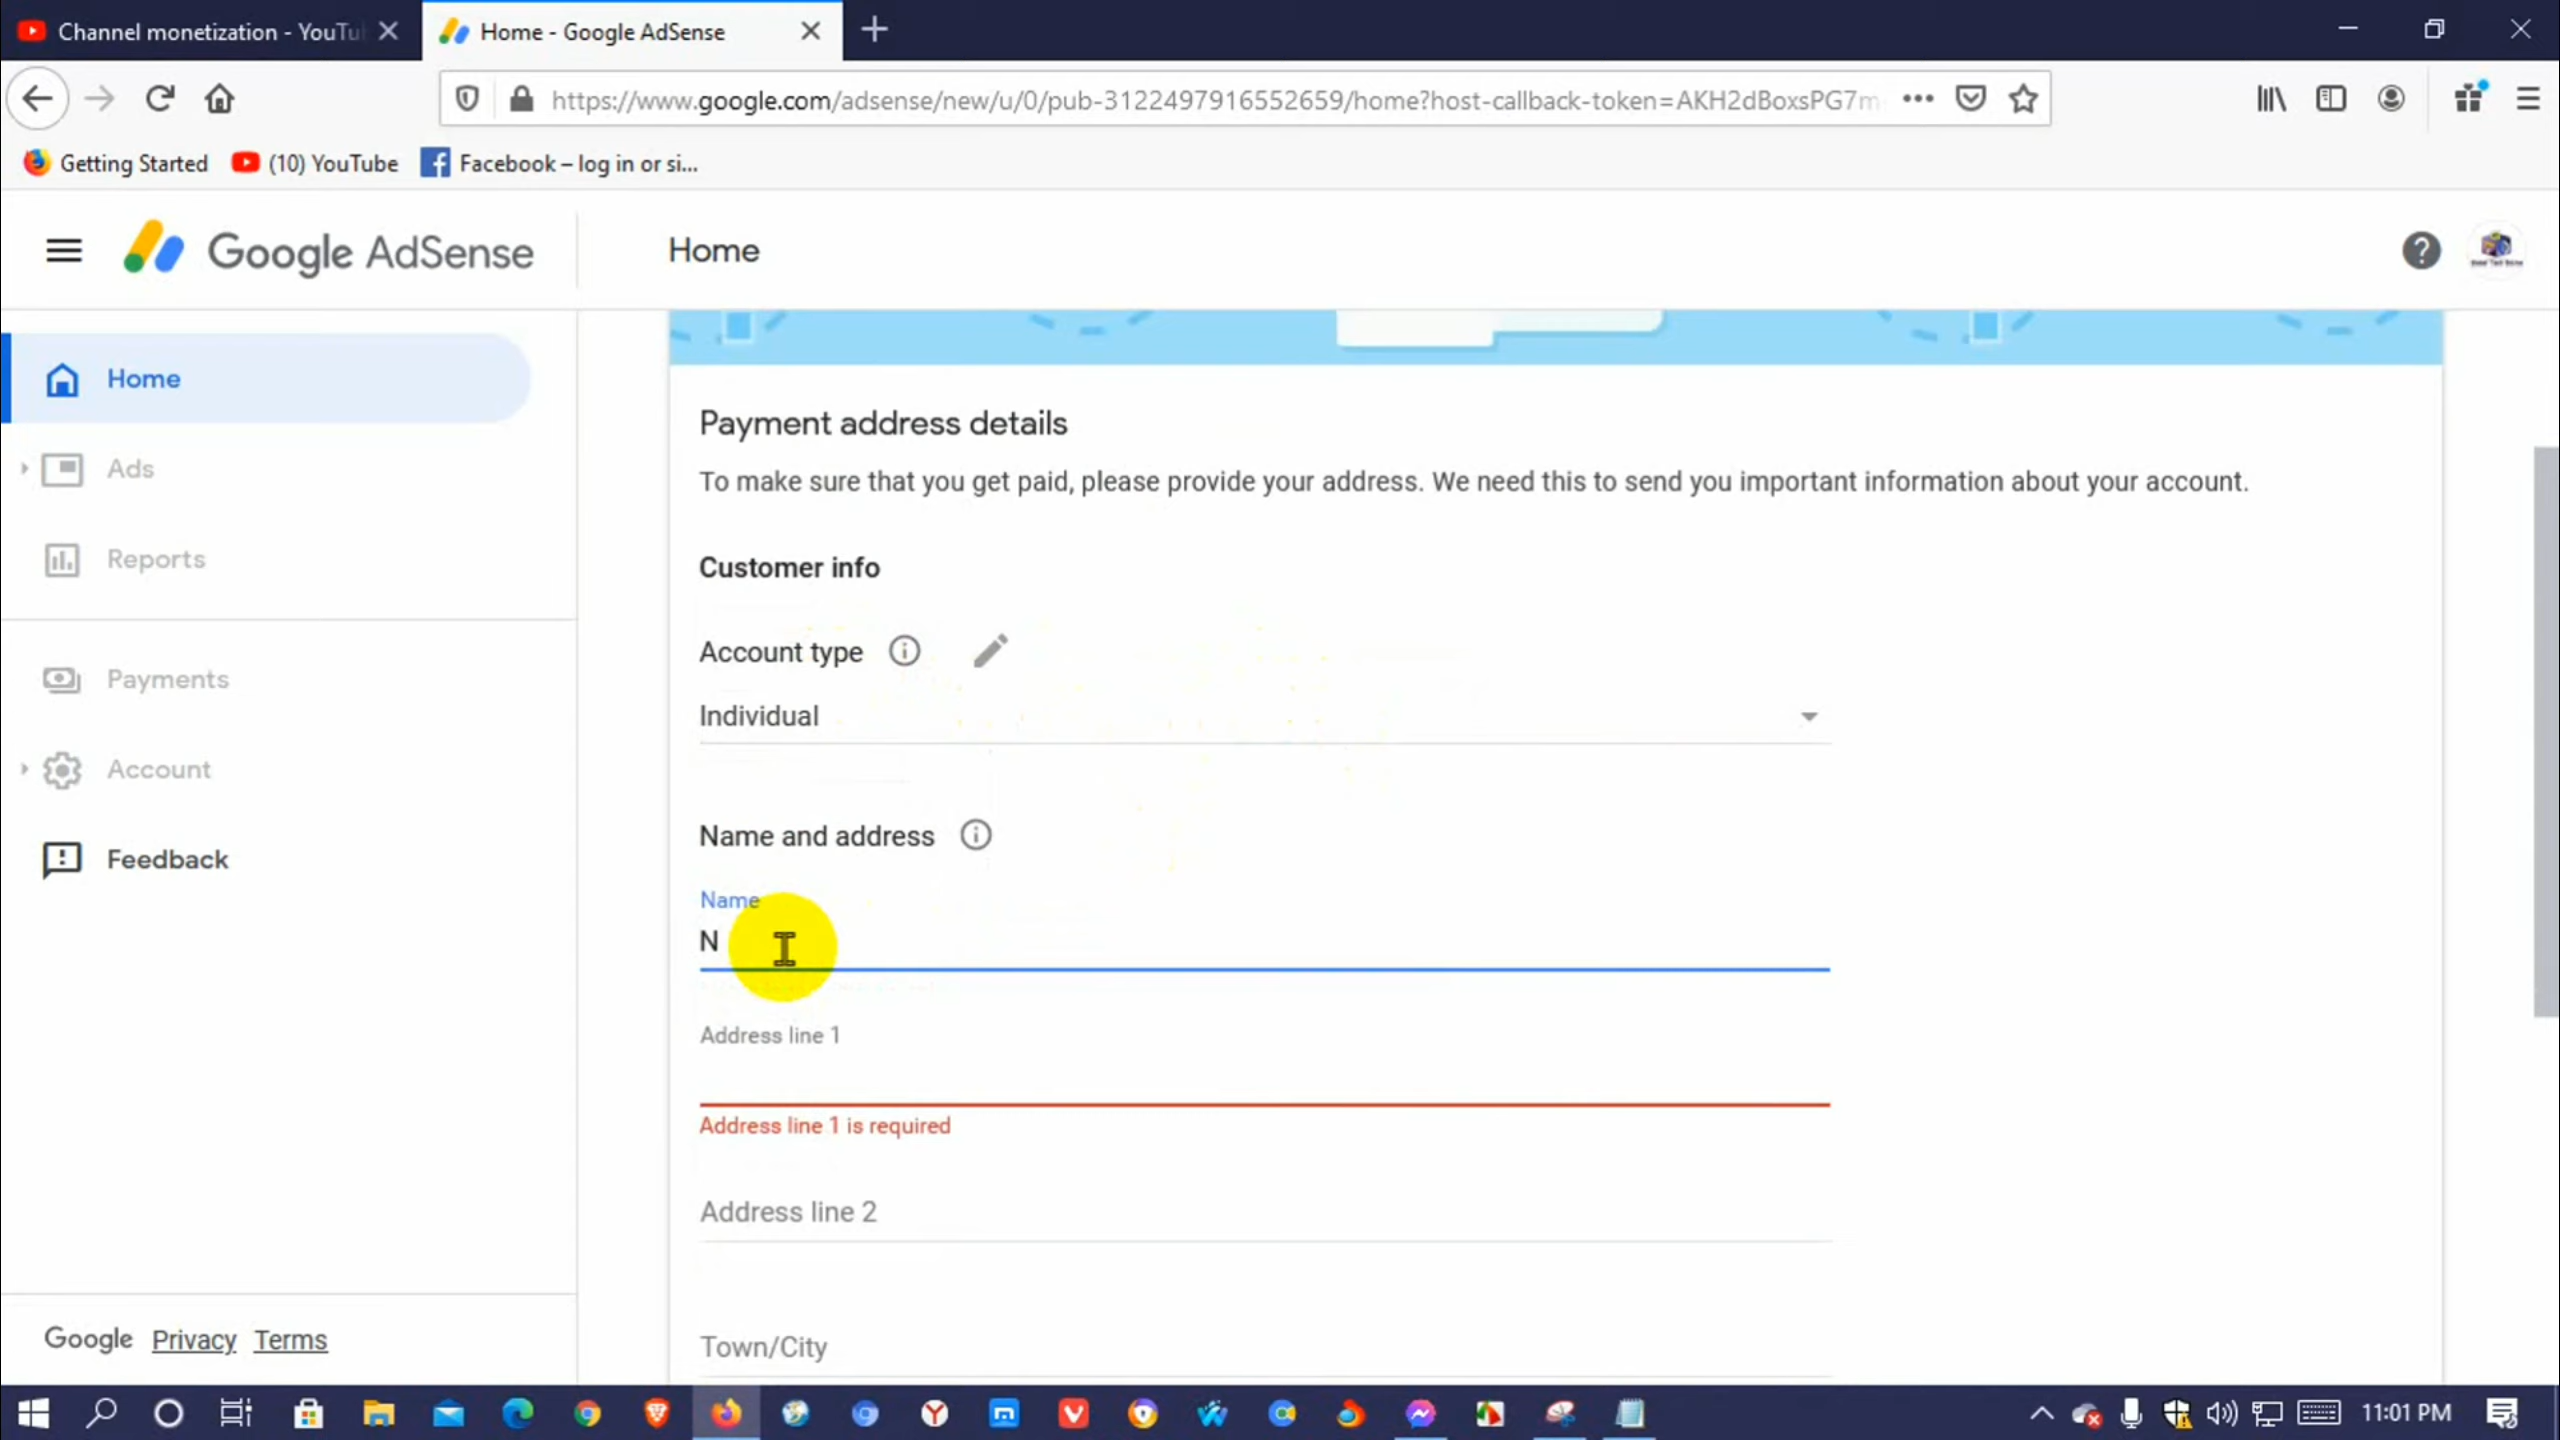 Channel monetization - YouTu
Home - Google AdSense
https://www.google.com/adsense/new/u/0/pub-3122497916552659/home?host-callback-token=AKH2dBoxsPG7m
Getting Started
(10) YouTube
Facebook – log in or si...
Google AdSense
Home
Home
Ads
Reports
Payments
Account
Feedback
Google Privacy Terms
Payment address details
To make sure that you get paid, please provide your address. We need this to send you important information about your account.
Customer info
Account type
Individual
Name and address
Name
N
Address line 1
Address line 1 is required
Address line 2
Town/City
11:01 PM